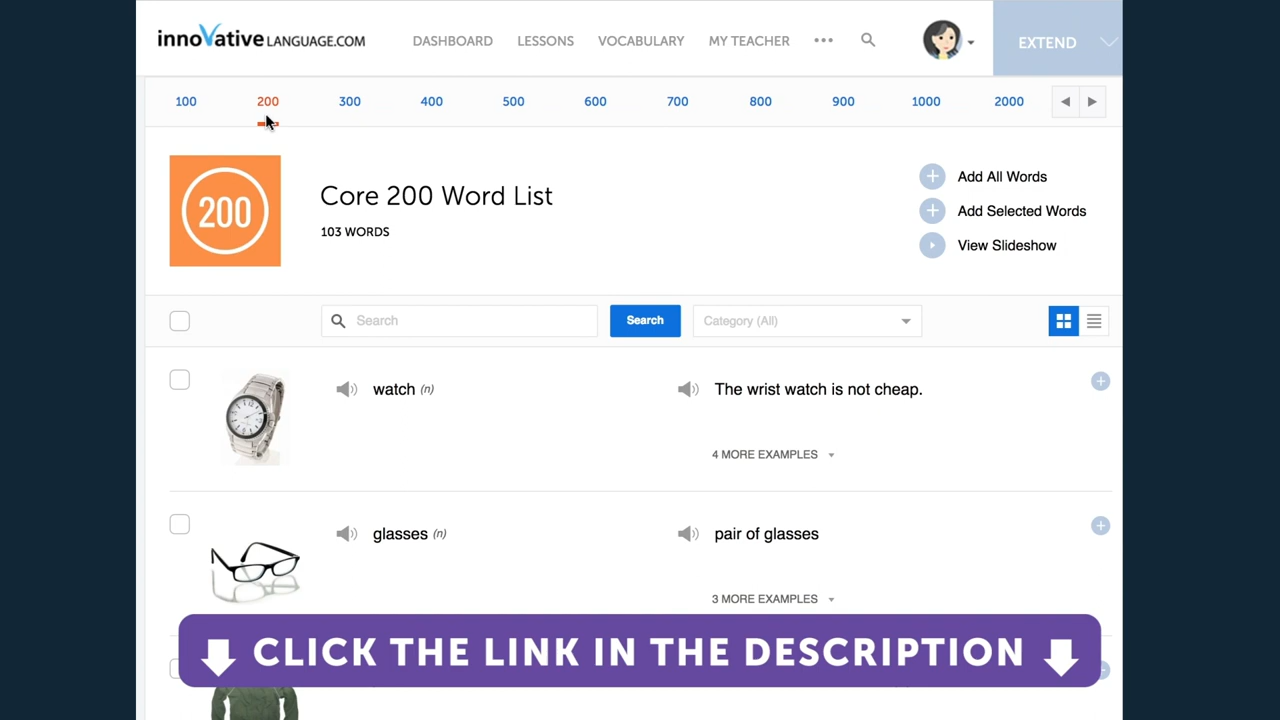 innoVative LANGUAGE.COM DASHBOARD LESSONS VOCABULARY MY TEACHER EXTEND
100 200 300 400 500 600 700 800 900 1000 2000
200
Core 200 Word List
103 WORDS
Add All Words
Add Selected Words
View Slideshow
Search Search Category (All)
watch (n) The wrist watch is not cheap.
4 MORE EXAMPLES
glasses (n) pair of glasses
3 MORE EXAMPLES
CLICK THE LINK IN THE DESCRIPTION